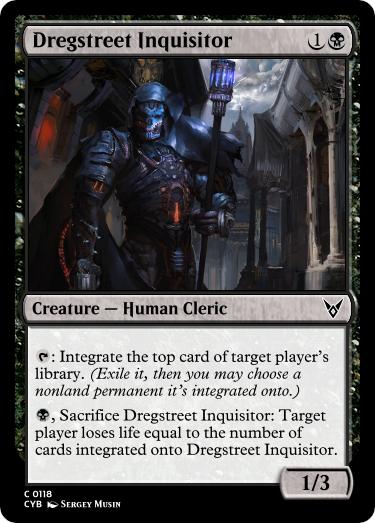 Dregstreet Inquisitor 1
Creature — Human Cleric
: Integrate the top card of target player's
library. (Exile it, then you may choose a
nonland permanent it's integrated onto.)
, Sacrifice Dregstreet Inquisitor: Target
player loses life equal to the number of
cards integrated onto Dregstreet Inquisitor.
1/3
C 0118
CYB Sergey Musin